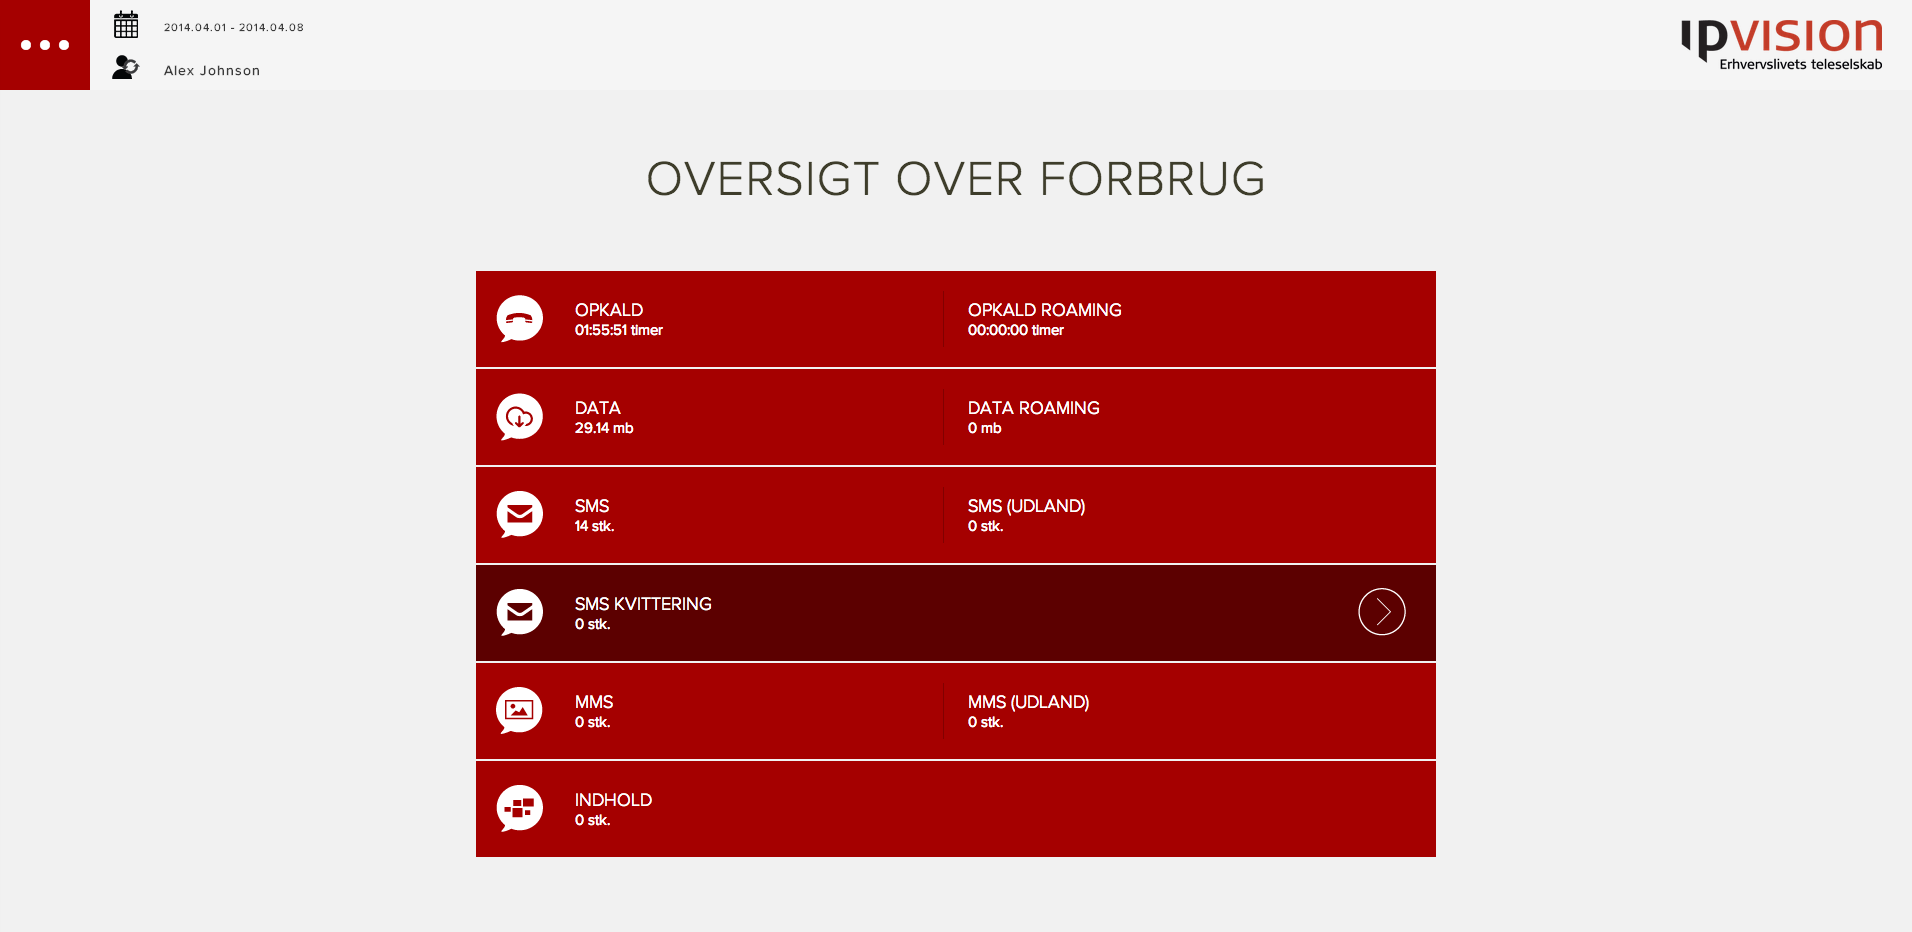 2014.04.01 - 2014.04.08
Alex Johnson
ipvision
Erhvervslivets teleselskab
OVERSIGT OVER FORBRUG
OPKALD
01:55:51 timer
OPKALD ROAMING
00:00:00 timer
DATA
29.14 mb
DATA ROAMING
0 mb
SMS
14 stk.
SMS (UDLAND)
0 stk.
SMS KVITTERING
0 stk.
MMS
0 stk.
MMS (UDLAND)
0 stk.
INDHOLD
0 stk.